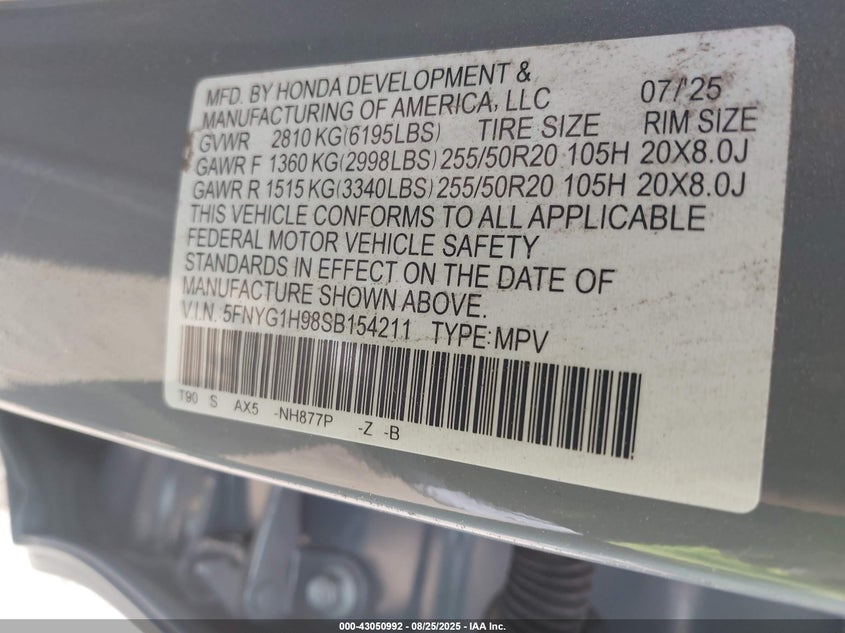 MFD. BY HONDA DEVELOPMENT &
MANUFACTURING OF AMERICA, LLC 07/'25
GVWR 2810 KG(6195LBS) TIRE SIZE RIM SIZE
GAWR F 1360 KG(2998LBS) 255/50R20 105H 20X8.0J
GAWR R 1515 KG(3340LBS) 255/50R20 105H 20X8.0J
THIS VEHICLE CONFORMS TO ALL APPLICABLE
FEDERAL MOTOR VEHICLE SAFETY
STANDARDS IN EFFECT ON THE DATE OF
MANUFACTURE SHOWN ABOVE.
V.I.N. 5FNYG1H98SB154211 TYPE:MPV
T90 S AX5 -NH877P -Z -B
000-43050992 - 08/25/2025 - IAA Inc.